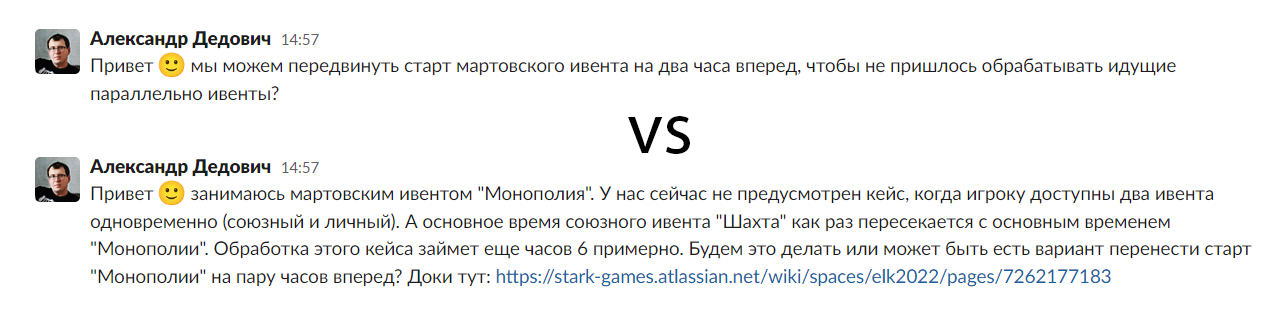 Александр Дедович 14:57
Привет 🙂 мы можем передвинуть старт мартовского ивента на два часа вперед, чтобы не пришлось обрабатывать идущие
параллельно ивенты?
VS
Александр Дедович 14:57
Привет 🙂 занимаюсь мартовским ивентом "Монополия". У нас сейчас не предусмотрен кейс, когда игроку доступны два ивента
одновременно (союзный и личный). А основное время союзного ивента "Шахта" как раз пересекается с основным временем
"Монополии". Обработка этого кейса займет еще часов 6 примерно. Будем это делать или может быть есть вариант перенести старт
"Монополии" на пару часов вперед? Доки тут: https://stark-games.atlassian.net/wiki/spaces/elk2022/pages/7262177183